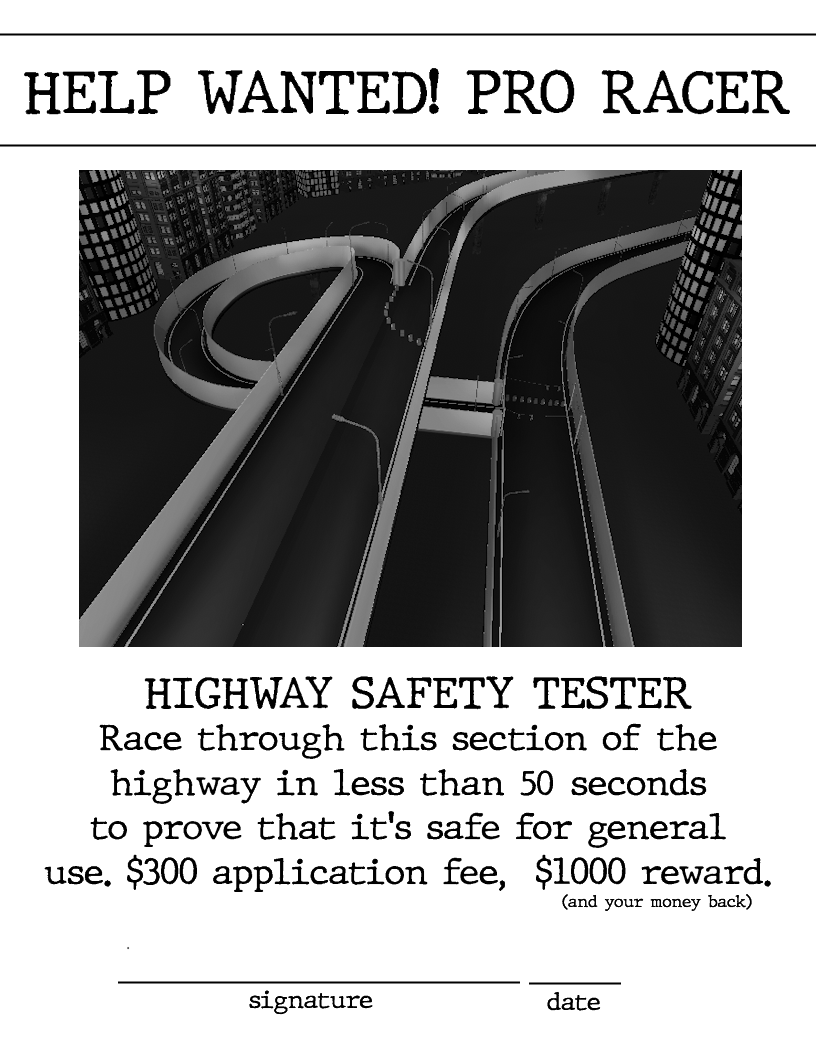 HELP WANTED! PRO RACER
HIGHWAY SAFETY TESTER
Race through this section of the
highway in less than 50 seconds
to prove that it's safe for general
use. $300 application fee, $1000 reward.
(and your money back)
signature date